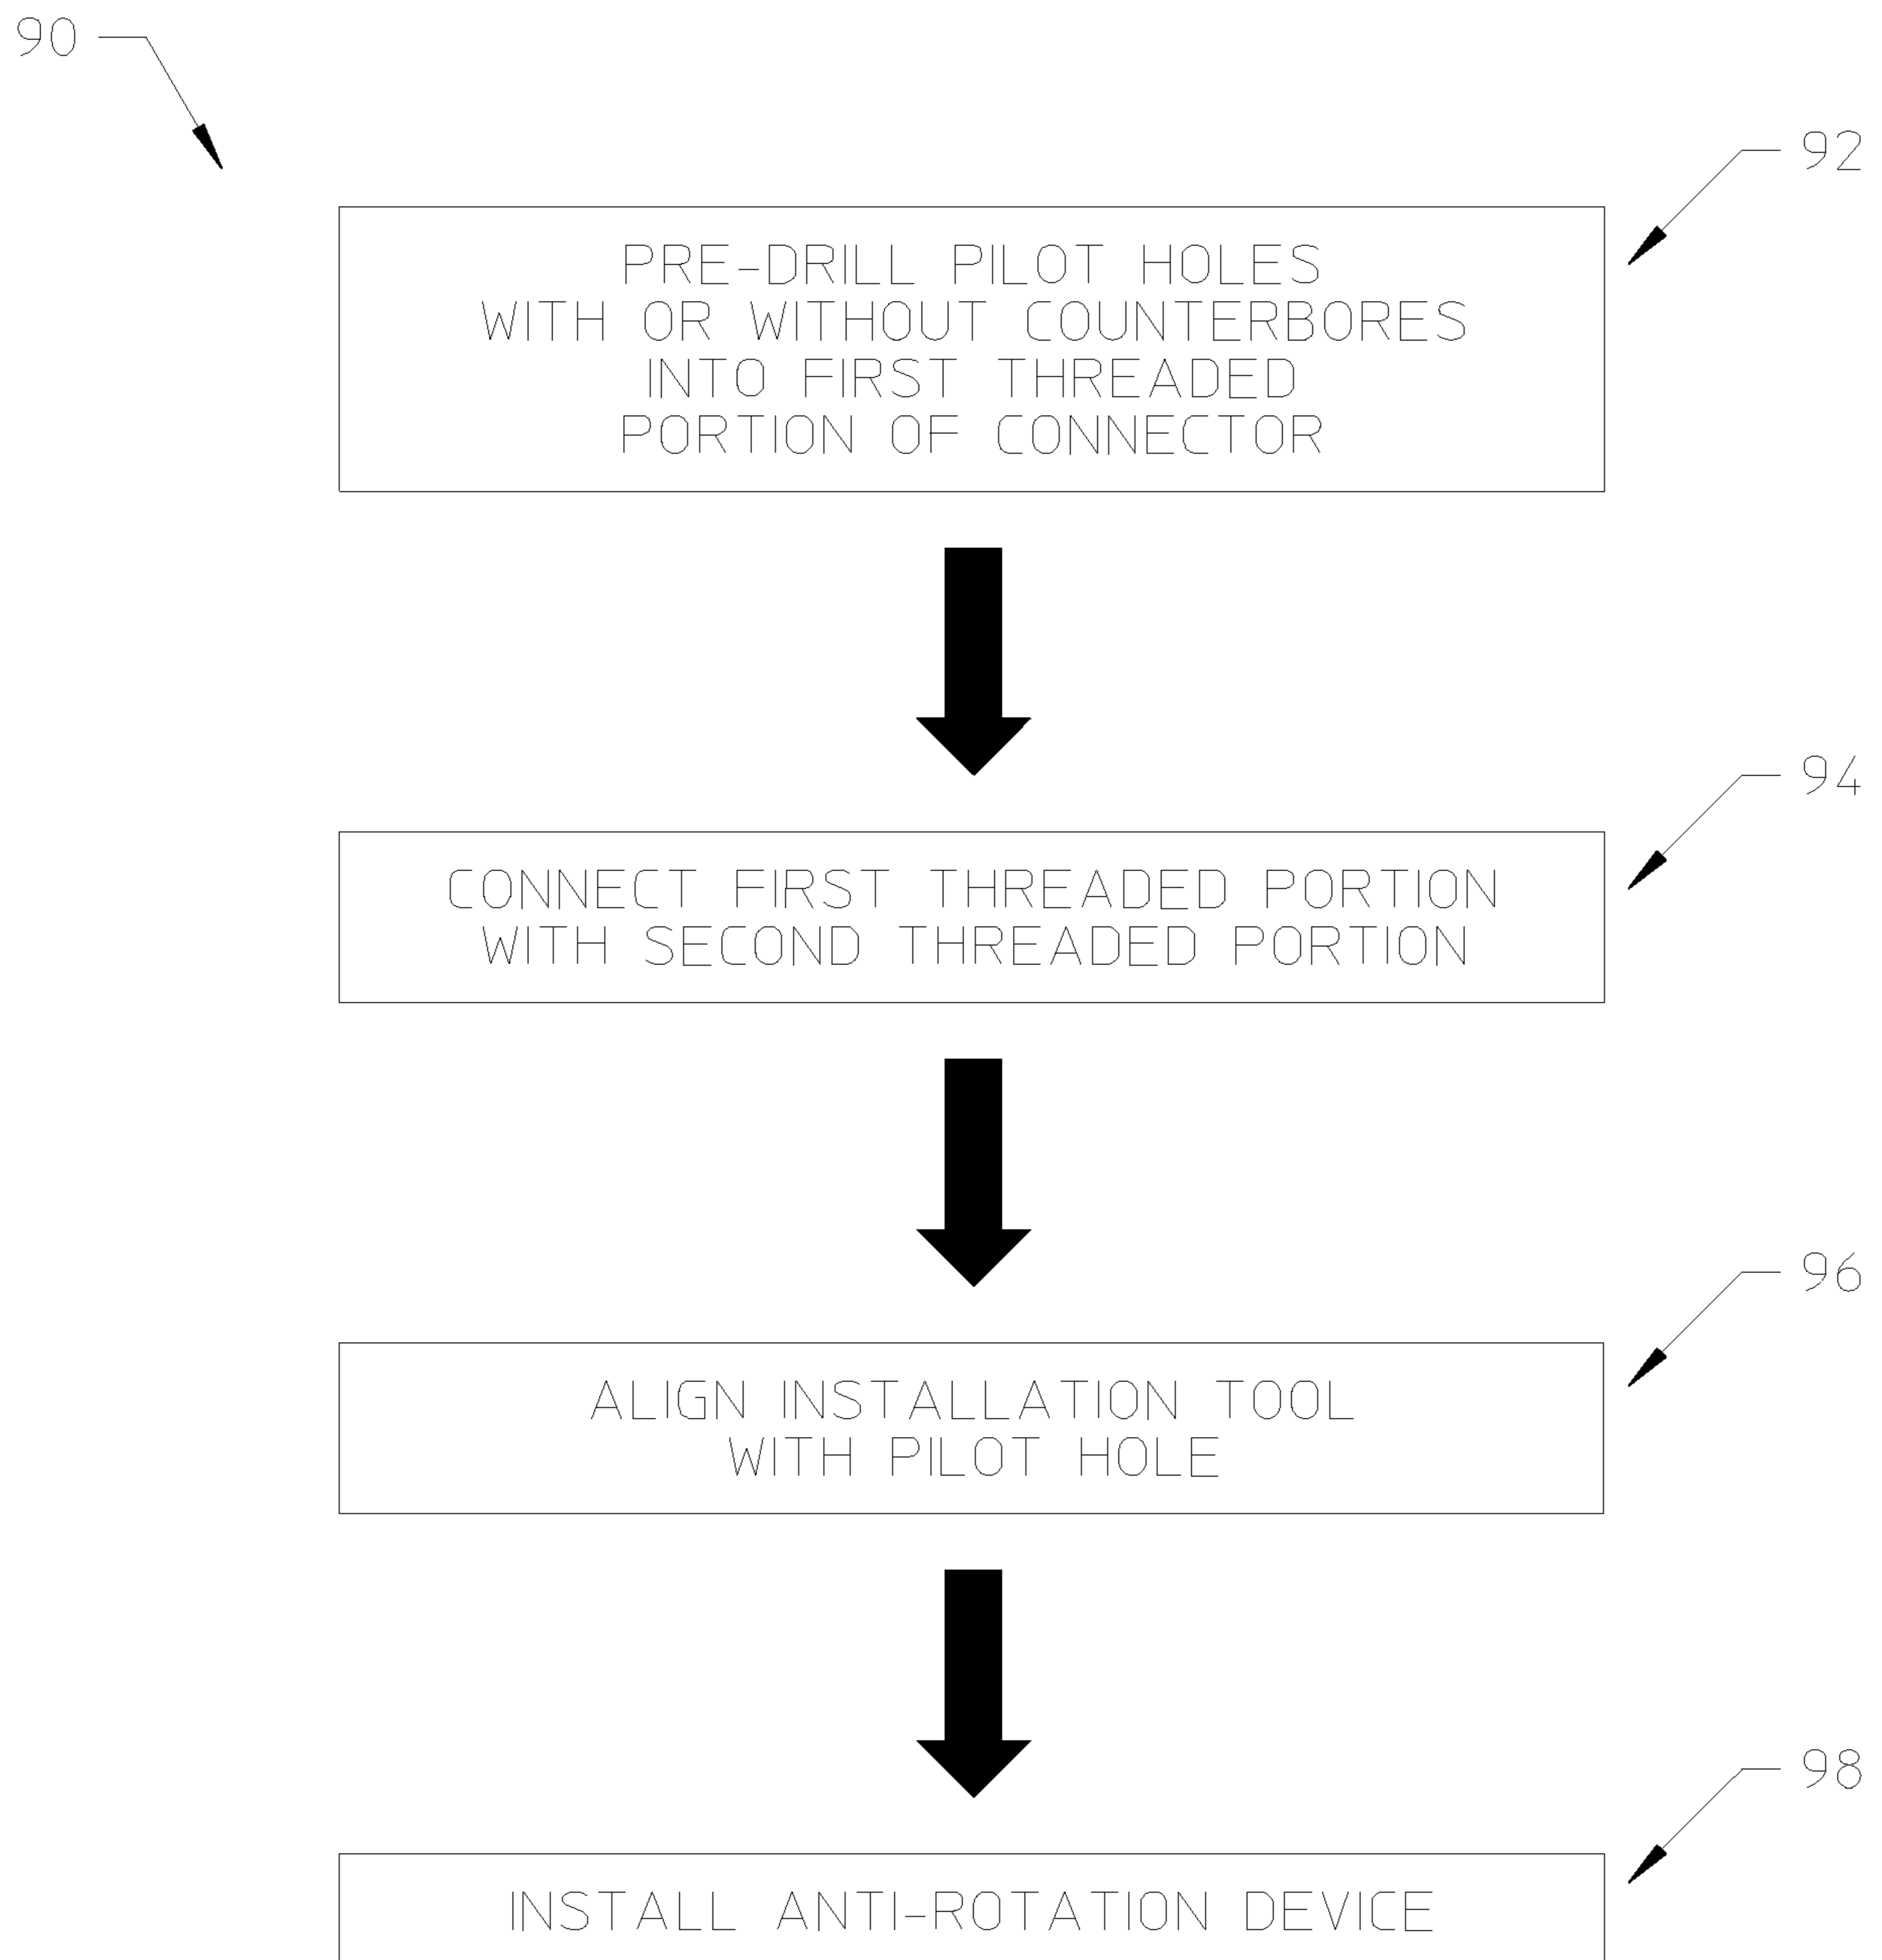 90
92
PRE-DRILL PILOT HOLES
WITH OR WITHOUT COUNTERBORES
INTO FIRST THREADED
PORTION OF CONNECTOR
94
CONNECT FIRST THREADED PORTION
WITH SECOND THREADED PORTION
96
ALIGN INSTALLATION TOOL
WITH PILOT HOLE
98
INSTALL ANTI-ROTATION DEVICE